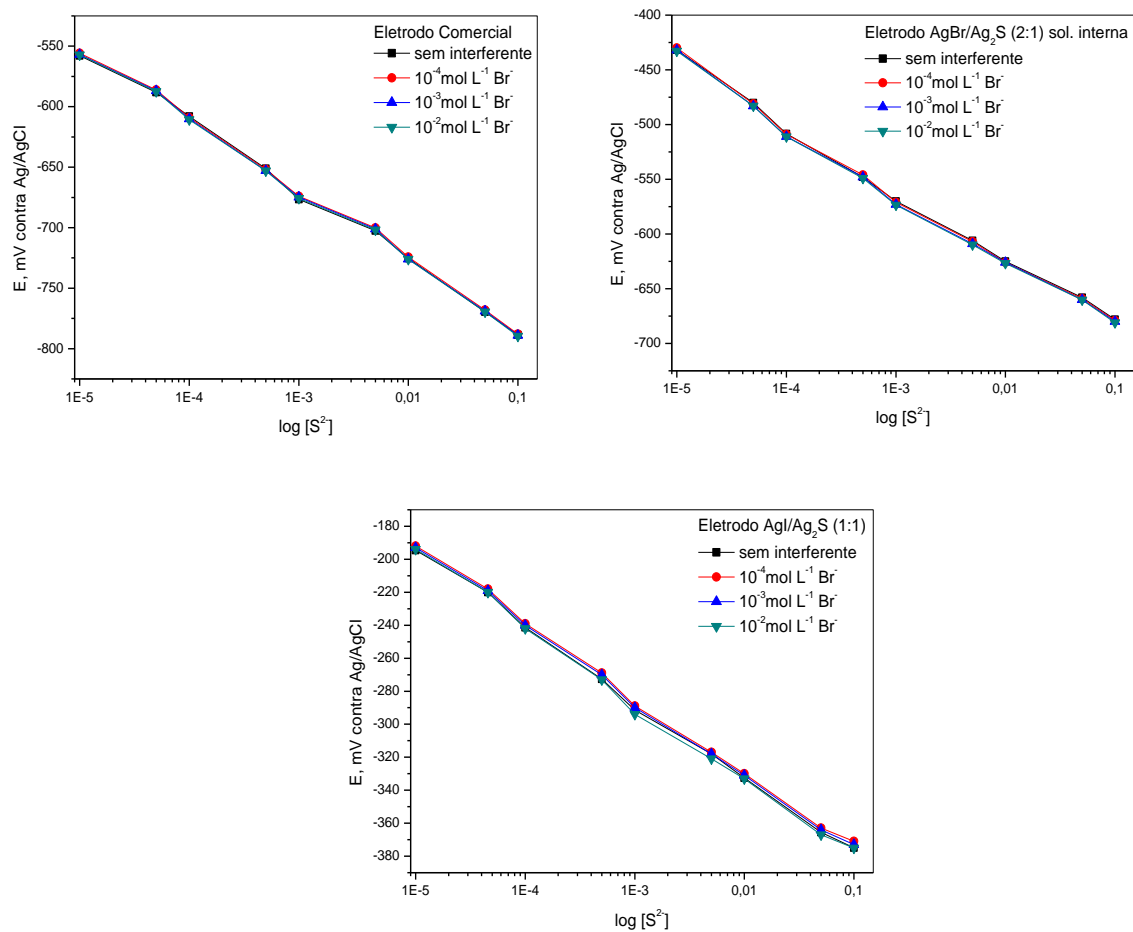 Eletrodo Comercial
sem interferente
10⁻⁴mol L⁻¹ Br⁻
10⁻³mol L⁻¹ Br⁻
10⁻²mol L⁻¹ Br⁻
E, mV contra Ag/AgCl
-550
-600
-650
-700
-750
-800
1E-5
1E-4
1E-3
0,01
0,1
log [S²⁻]
Eletrodo AgBr/Ag₂S (2:1) sol. interna
sem interferente
10⁻⁴mol L⁻¹ Br⁻
10⁻³mol L⁻¹ Br⁻
10⁻²mol L⁻¹ Br⁻
E, mV contra Ag/AgCl
-400
-450
-500
-550
-600
-650
-700
1E-5
1E-4
1E-3
0,01
0,1
log [S²⁻]
Eletrodo AgI/Ag₂S (1:1)
sem interferente
10⁻⁴mol L⁻¹ Br⁻
10⁻³mol L⁻¹ Br⁻
10⁻²mol L⁻¹ Br⁻
E, mV contra Ag/AgCl
-180
-200
-220
-240
-260
-280
-300
-320
-340
-360
-380
1E-5
1E-4
1E-3
0,01
0,1
log [S²⁻]